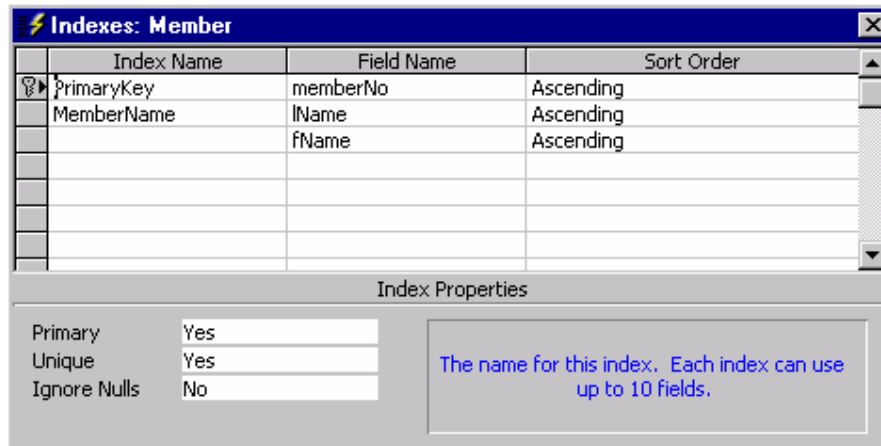 Indexes: Member
Index Name Field Name Sort Order
PrimaryKey memberNo Ascending
MemberName lName Ascending
fName Ascending
Index Properties
Primary Yes
Unique Yes
Ignore Nulls No
The name for this index. Each index can use
up to 10 fields.